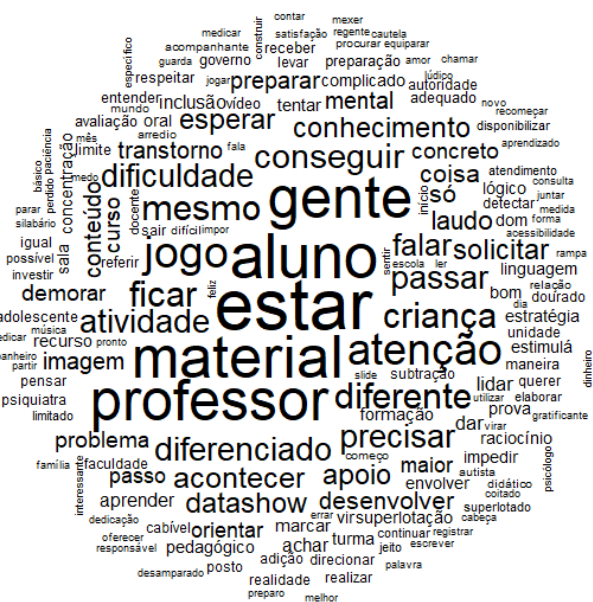 contar
medicar satisfação regente mexer cautela
acompanhante construir receber procurar equiparar
específico guarda governo levar preparação amor chamar
respeitar jogar preparar complicado autoridade lúdico
entender inclusão vídeo tentar mental adequado novo
mundo recomeçar
avaliação oral esperar conhecimento disponibilizar
mês arredio fala
limite transtorno conseguir concreto aprendizado
básico paciência concentração medo dificuldade coisa atendimento
perdido conteúdo curso docente mesmo gente início só lógico consulta
detectar juntar
parar silabário sair difícil impor laudo dom forma medida
acessibilidade
igual sala referir jogo aluno sentir falar solicitar rampa
possível escola ler linguagem
investir feliz passar relação
demorar ficar estar bom dourado
adolescente dia
música atividade criança estratégia
recurso pronto unidade
partir imagem material atenção estimulá
maneira
pensar slide subtração dinheiro
psiquiatra professor diferente lidar querer
limitado utilizar elaborar
formação prova gratificante
problema diferenciado precisar dar virar
raciocínio
família faculdade começo maior impedir psicólogo
interessante passo acontecer apoio autista
envolver didático
aprender datashow desenvolver coitado
superlotado
dedicação errar virsuperlotação cabeça
oferecer cabível orientar marcar continuar registrar
responsável pedagógico achar turma jeito escrever
posto adição direcionar palavra
desamparado realidade realizar
preparo melhor